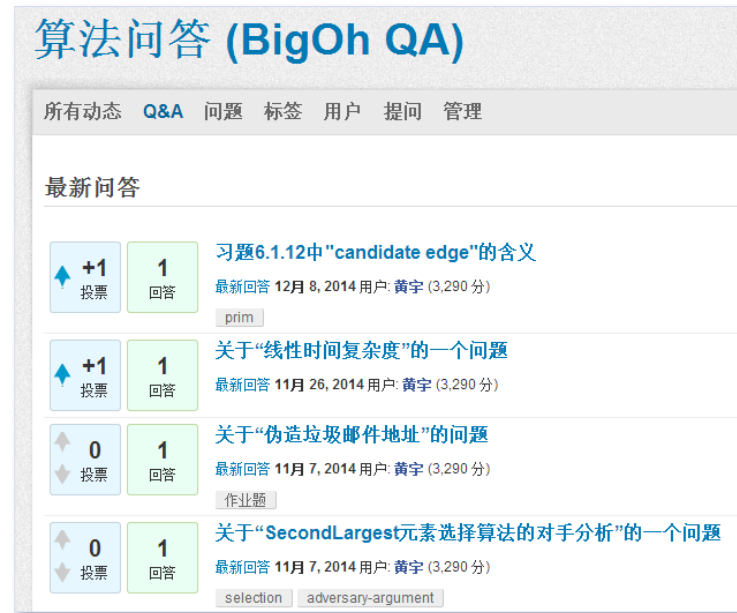 算法问答 (BigOh QA)
所有动态 Q&A 问题 标签 用户 提问 管理
最新问答
+1
投票
1
回答
习题6.1.12中"candidate edge"的含义
最新回答 12月 8, 2014 用户: 黄宇 (3,290 分)
prim
+1
投票
1
回答
关于“线性时间复杂度”的一个问题
最新回答 11月 26, 2014 用户: 黄宇 (3,290 分)
0
投票
1
回答
关于“伪造垃圾邮件地址”的问题
最新回答 11月 7, 2014 用户: 黄宇 (3,290 分)
作业题
0
投票
1
回答
关于“SecondLargest元素选择算法的对手分析”的一个问题
最新回答 11月 7, 2014 用户: 黄宇 (3,290 分)
selection adversary-argument